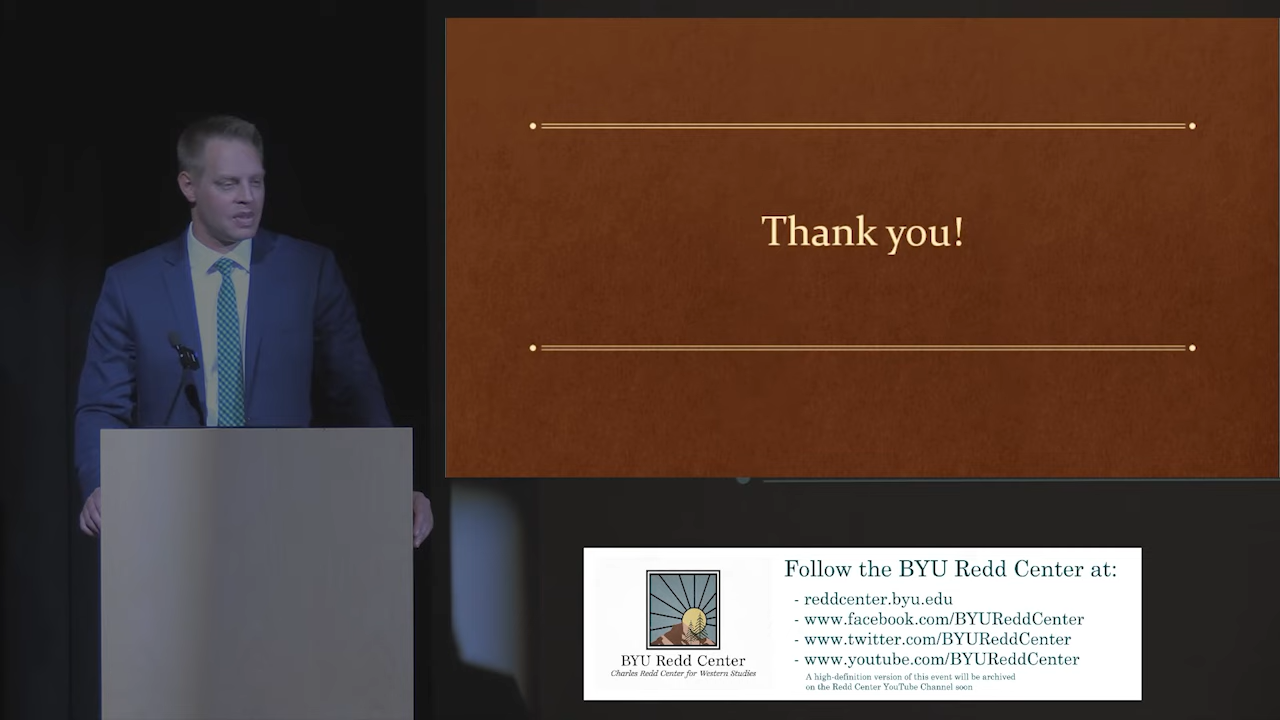 Thank you!
Follow the BYU Redd Center at:
- reddcenter.byu.edu
- www.facebook.com/BYUReddCenter
- www.twitter.com/BYUReddCenter
- www.youtube.com/BYUReddCenter
A high-definition version of this event will be archived
on the Redd Center YouTube Channel soon
BYU Redd Center
Charles Redd Center for Western Studies